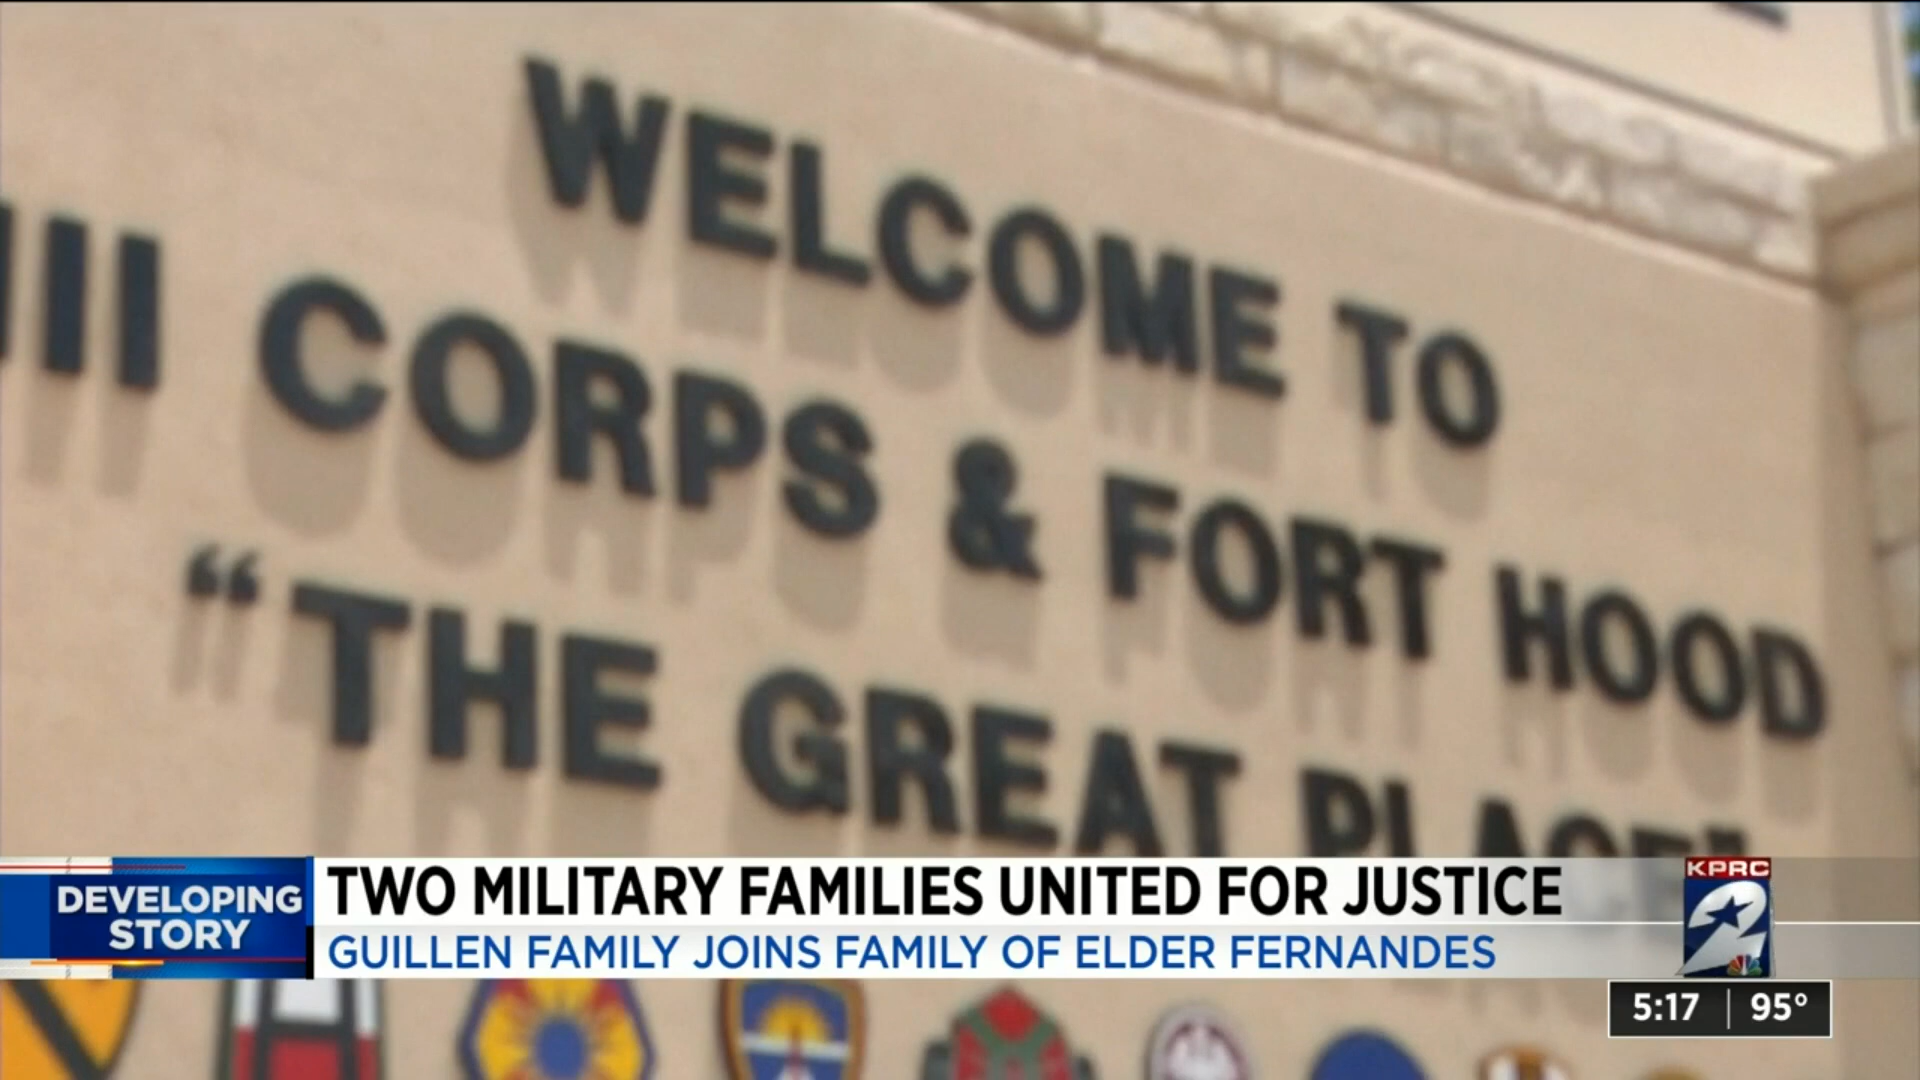 WELCOME TO
III CORPS & FORT HOOD
“THE GREAT PLACE”
DEVELOPING
STORY
TWO MILITARY FAMILIES UNITED FOR JUSTICE
GUILLEN FAMILY JOINS FAMILY OF ELDER FERNANDES
KPRC
2
5:17
95°